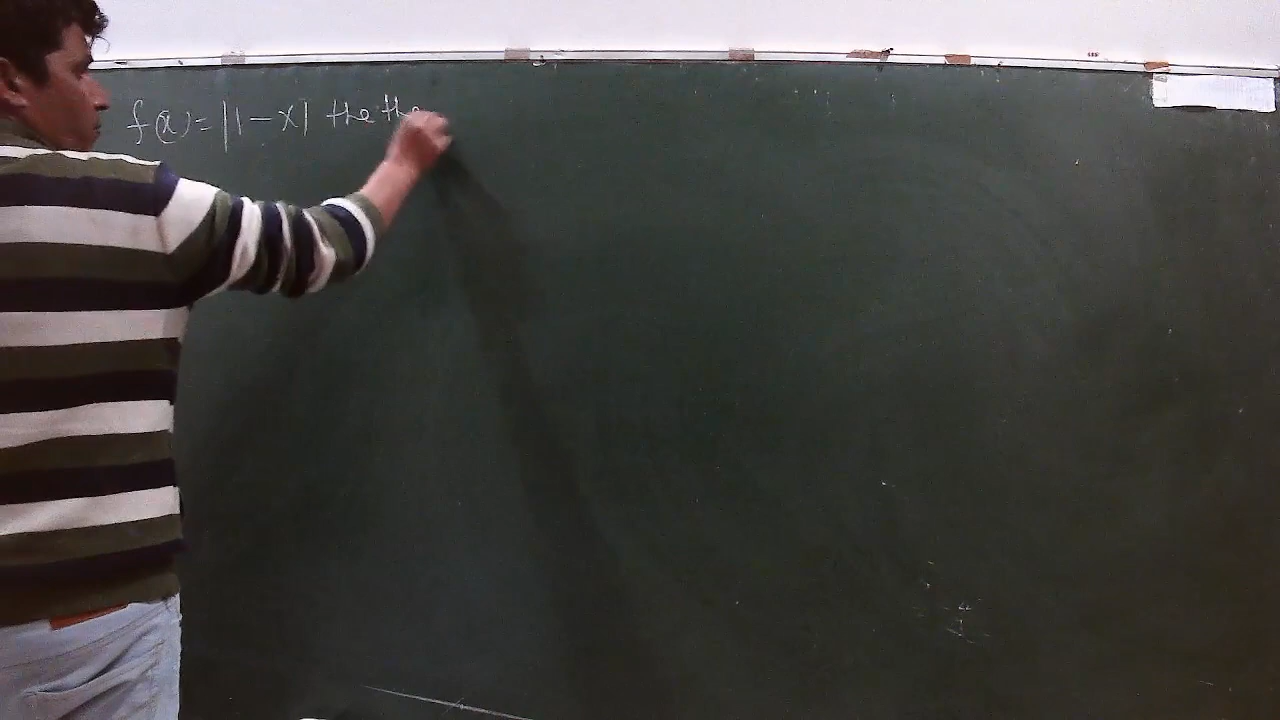 f(x) = |1 - x| the the